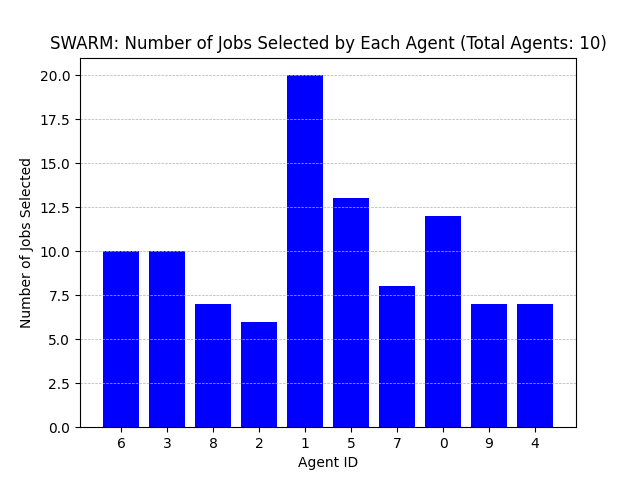 SWARM: Number of Jobs Selected by Each Agent (Total Agents: 10)
Number of Jobs Selected
20.0
17.5
15.0
12.5
10.0
7.5
5.0
2.5
0.0
6 3 8 2 1 5 7 0 9 4
Agent ID